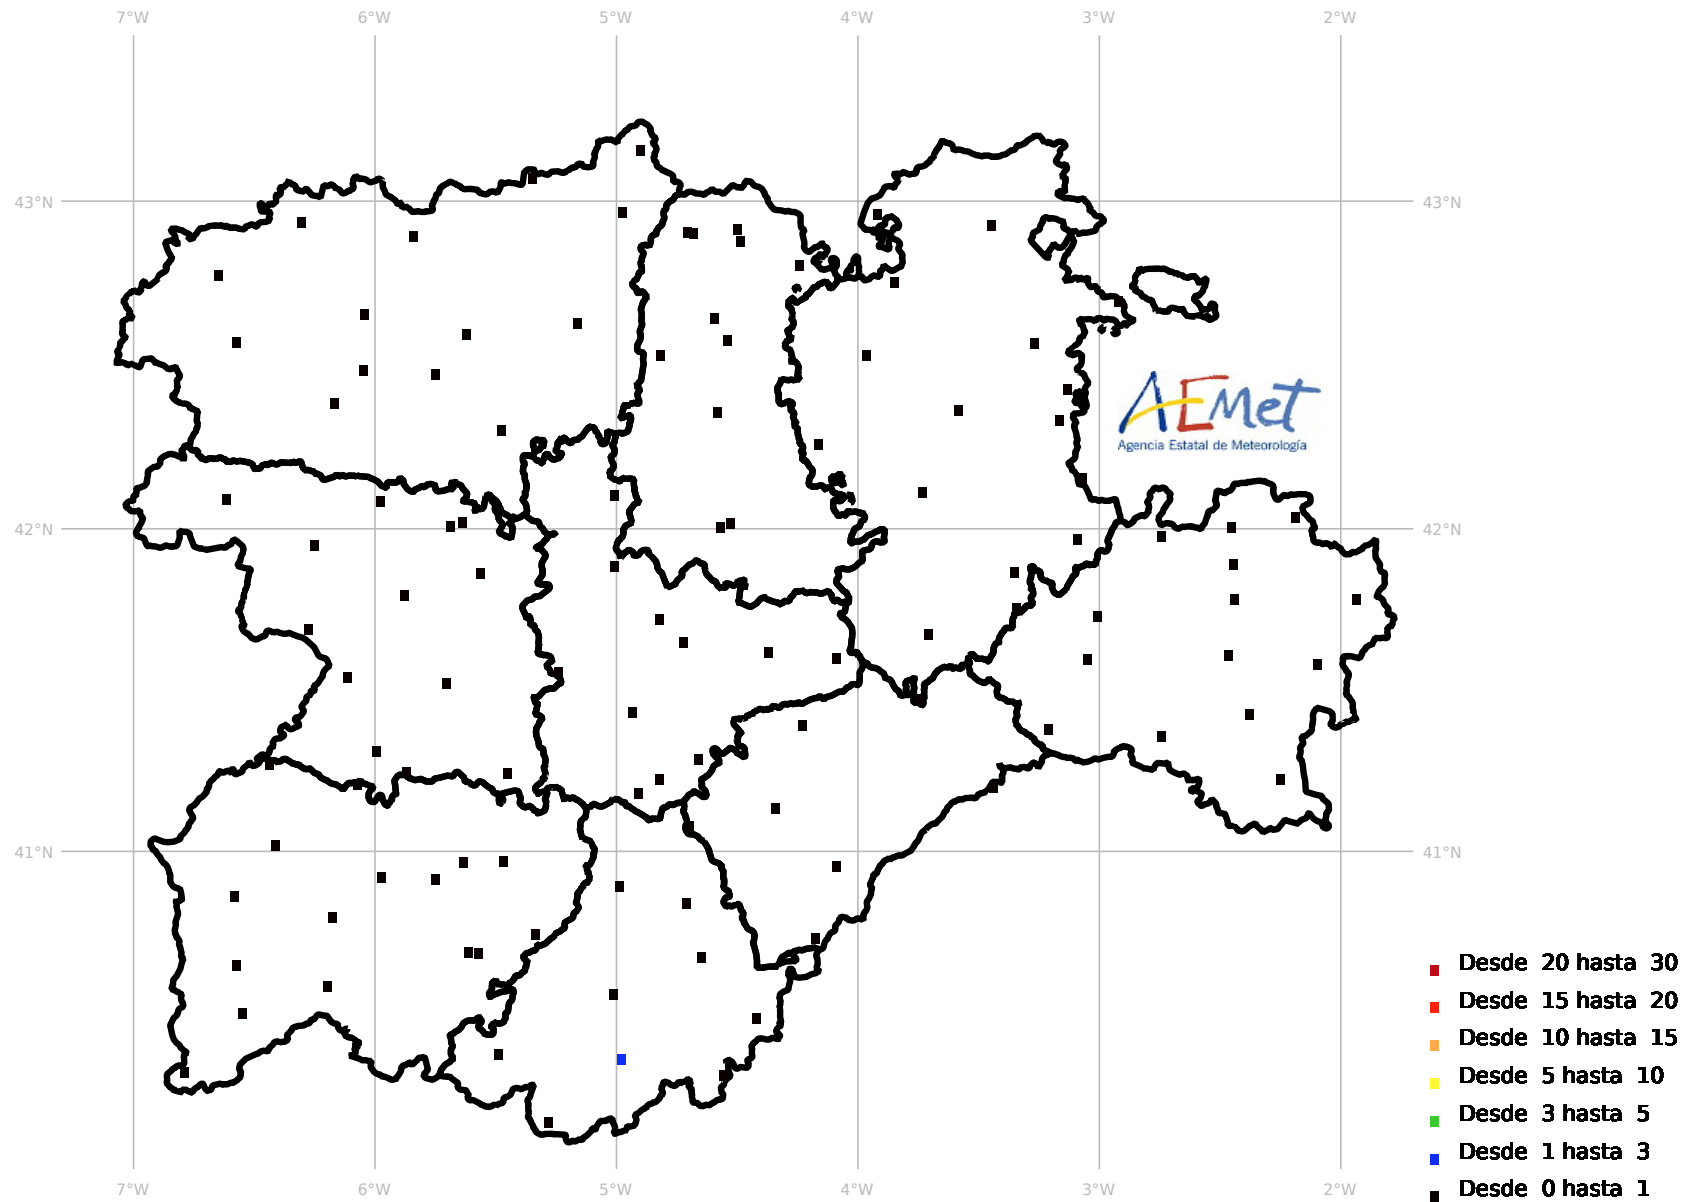 7°W 6°W 5°W 4°W 3°W 2°W
43°N 43°N
AEMet
Agencia Estatal de Meteorología
42°N 42°N
41°N 41°N
Desde 20 hasta 30
Desde 15 hasta 20
Desde 10 hasta 15
Desde 5 hasta 10
Desde 3 hasta 5
Desde 1 hasta 3
Desde 0 hasta 1
7°W 6°W 5°W 4°W 3°W 2°W